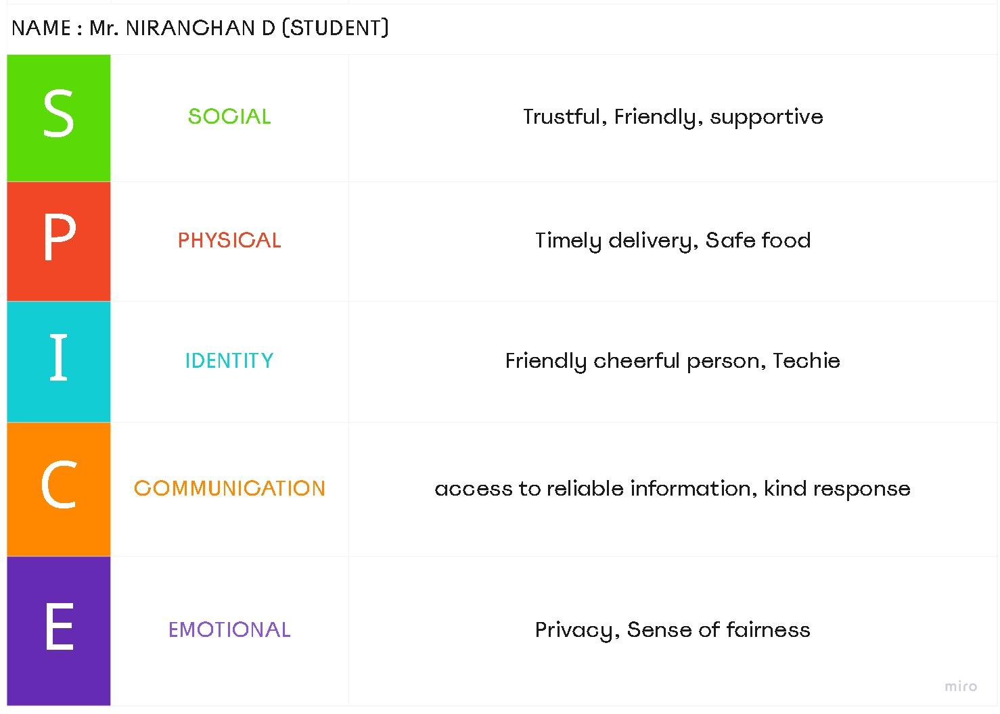 NAME : Mr. NIRANCHAN D (STUDENT)
S
SOCIAL
Trustful, Friendly, supportive
P
PHYSICAL
Timely delivery, Safe food
I
IDENTITY
Friendly cheerful person, Techie
C
COMMUNICATION
access to reliable information, kind response
E
EMOTIONAL
Privacy, Sense of fairness
miro